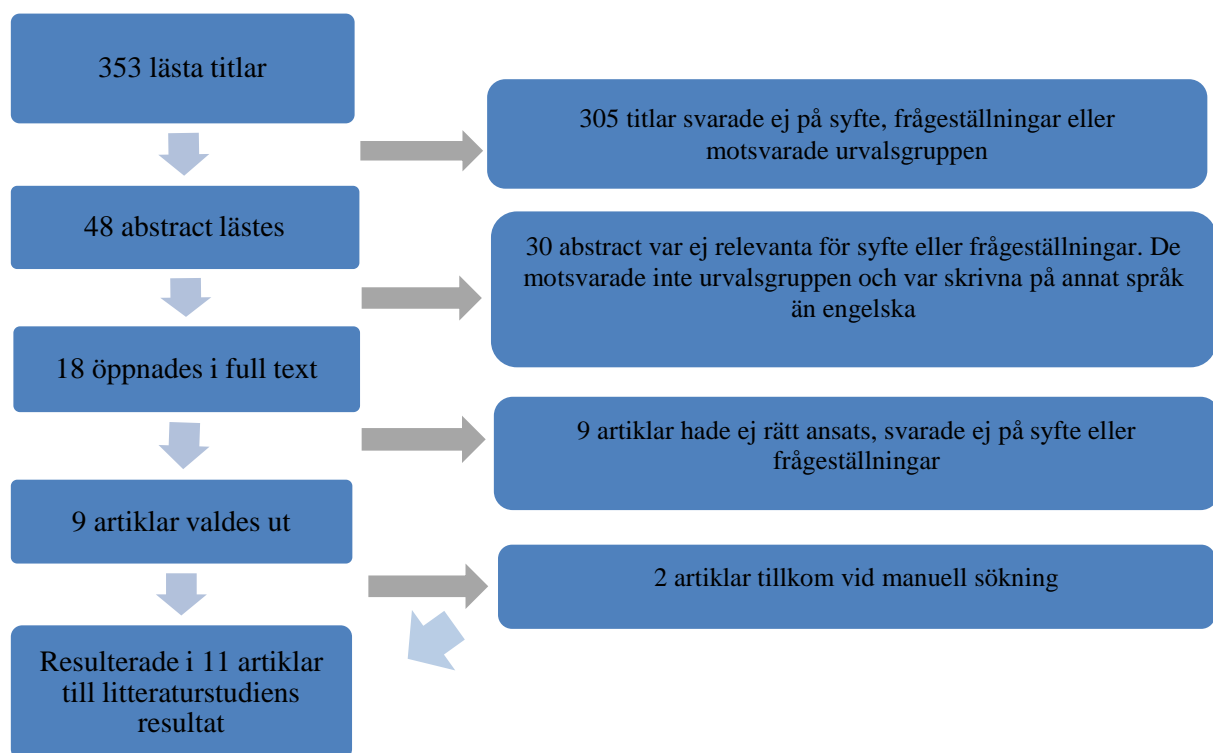 353 lästa titlar
305 titlar svarade ej på syfte, frågeställningar eller
motsvarade urvalsgruppen
48 abstract lästes
30 abstract var ej relevanta för syfte eller frågeställningar. De
motsvarade inte urvalsgruppen och var skrivna på annat språk
än engelska
18 öppnades i full text
9 artiklar hade ej rätt ansats, svarade ej på syfte eller
frågeställningar
9 artiklar valdes ut
2 artiklar tillkom vid manuell sökning
Resulterade i 11 artiklar
till litteraturstudiens
resultat